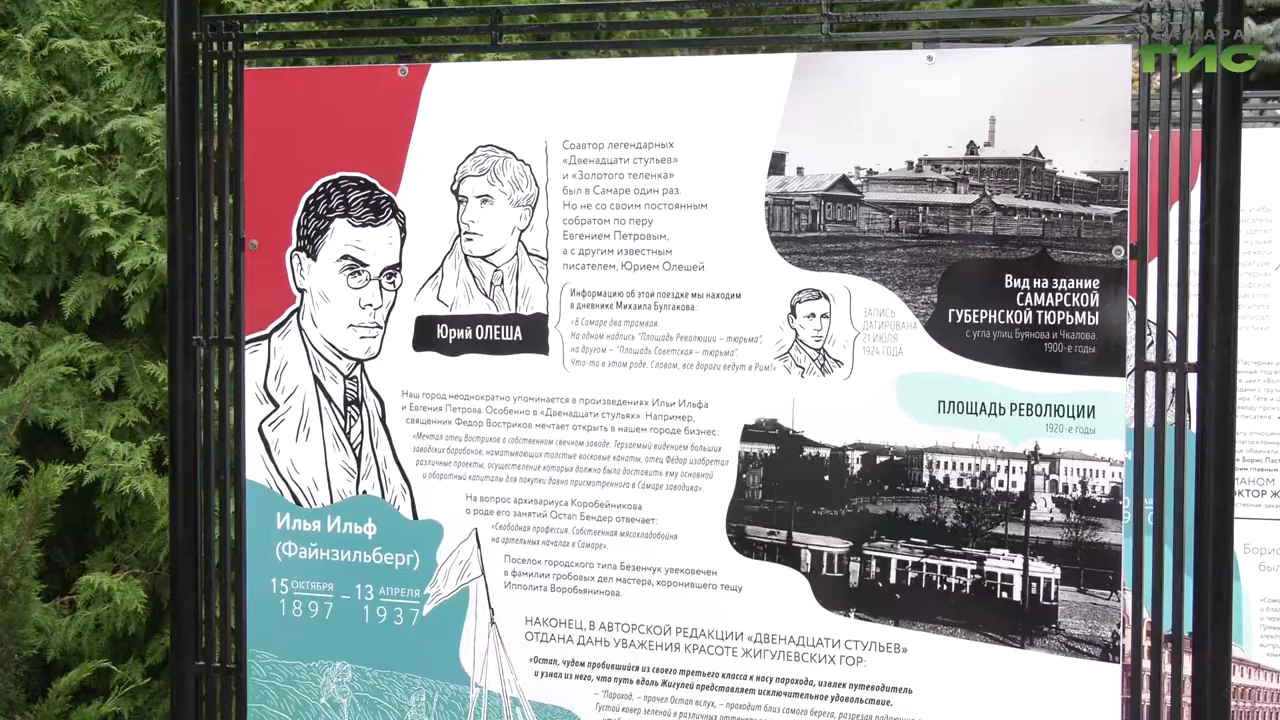 САМАРА
ТИС
Соавтор легендарных
«Двенадцати стульев»
и «Золотого теленка»
был в Самаре один раз.
Но не со своим постоянным
собратом по перу
Евгением Петровым,
а с другим известным
писателем, Юрием Олешей.
Юрий ОЛЕША
Информацию об этой поездке мы находим
в дневнике Михаила Булгакова:
«В Самаре два трамвая.
На одном надпись "Площадь Революции – тюрьма",
на другом – "Площадь Советская – тюрьма".
Что-то в этом роде. Словом, все дороги ведут в Рим!»
ЗАПИСЬ
ДАТИРОВАНА
21 ИЮЛЯ
1924 ГОДА
Вид на здание
САМАРСКОЙ
ГУБЕРНСКОЙ ТЮРЬМЫ
с угла улиц Буянова и Чкалова.
1900-е годы.
ПЛОЩАДЬ РЕВОЛЮЦИИ
1920-е годы
Наш город неоднократно упоминается в произведениях Ильи Ильфа
и Евгения Петрова. Особенно в «Двенадцати стульях». Например,
священник Федор Востриков мечтает открыть в нашем городе бизнес:
«Мечтал отец Востриков о собственном свечном заводе. Терзаемый видением больших
заводских барабанов, наматывающих толстые восковые канаты, отец Фёдор изобретал
различные проекты, осуществление которых должно было доставить ему основной
и оборотный капиталы для покупки давно присмотренного в Самаре заводика».
На вопрос архивариуса Коробейникова
о роде его занятий Остап Бендер отвечает:
«Свободная профессия. Собственная мясохладобойня
на артельных началах в Самаре».
Поселок городского типа Безенчук увековечен
в фамилии гробовых дел мастера, хоронившего тещу
Ипполита Воробьянинова.
Илья Ильф
(Файнзильберг)
15 ОКТЯБРЯ 1897 – 13 АПРЕЛЯ 1937
НАКОНЕЦ, В АВТОРСКОЙ РЕДАКЦИИ «ДВЕНАДЦАТИ СТУЛЬЕВ»
ОТДАНА ДАНЬ УВАЖЕНИЯ КРАСОТЕ ЖИГУЛЕВСКИХ ГОР:
«Остап, чудом пробившийся из своего третьего класса к носу парохода, извлек путеводитель
и узнал из него, что путь вдоль Жигулей представляет исключительное удовольствие.
– "Пароход, – прочел Остап вслух, – проходит близ самого берега, разрезая
Густой ковер зеленой в различных